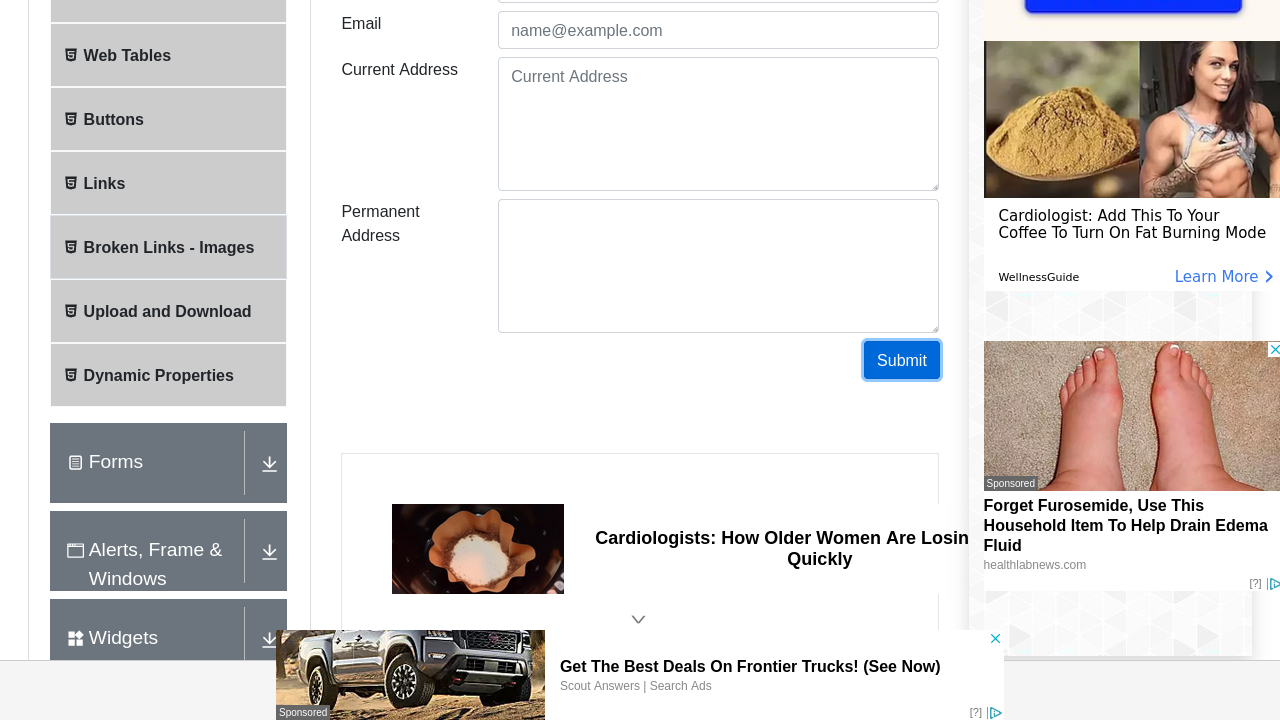 Web Tables
Buttons
Links
Broken Links - Images
Upload and Download
Dynamic Properties
Forms
Alerts, Frame &
Windows
Widgets
Email
name@example.com
Current Address
Current Address
Permanent
Address
Submit
Cardiologists: How Older Women Are Losin
Quickly
Cardiologist: Add This To Your
Coffee To Turn On Fat Burning Mode
WellnessGuide
Learn More
Sponsored
Forget Furosemide, Use This
Household Item To Help Drain Edema
Fluid
healthlabnews.com
[?]
Get The Best Deals On Frontier Trucks! (See Now)
Scout Answers | Search Ads
Sponsored
[?]